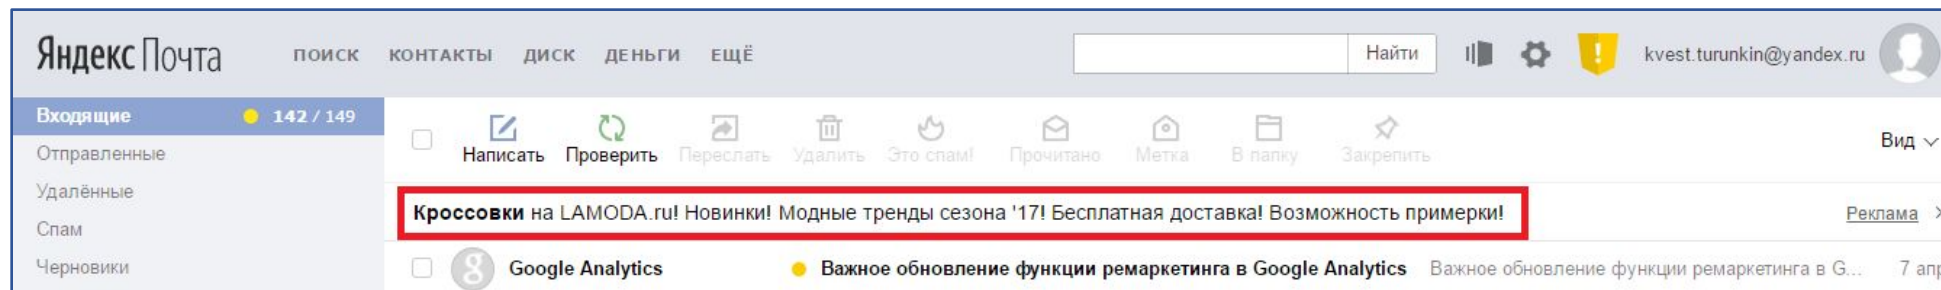 Яндекс Почта ПОИСК КОНТАКТЫ ДИСК ДЕНЬГИ ЕЩЁ Найти kvest.turunkin@yandex.ru
Входящие 142 / 149
Отправленные
Удалённые
Спам
Черновики
Написать Проверить Переслать Удалить Это спам! Прочитано Метка В папку Закрепить Вид
Кроссовки на LAMODA.ru! Новинки! Модные тренды сезона '17! Бесплатная доставка! Возможность примерки! Реклама
Google Analytics Важное обновление функции ремаркетинга в Google Analytics Важное обновление функции ремаркетинга в G... 7 апр